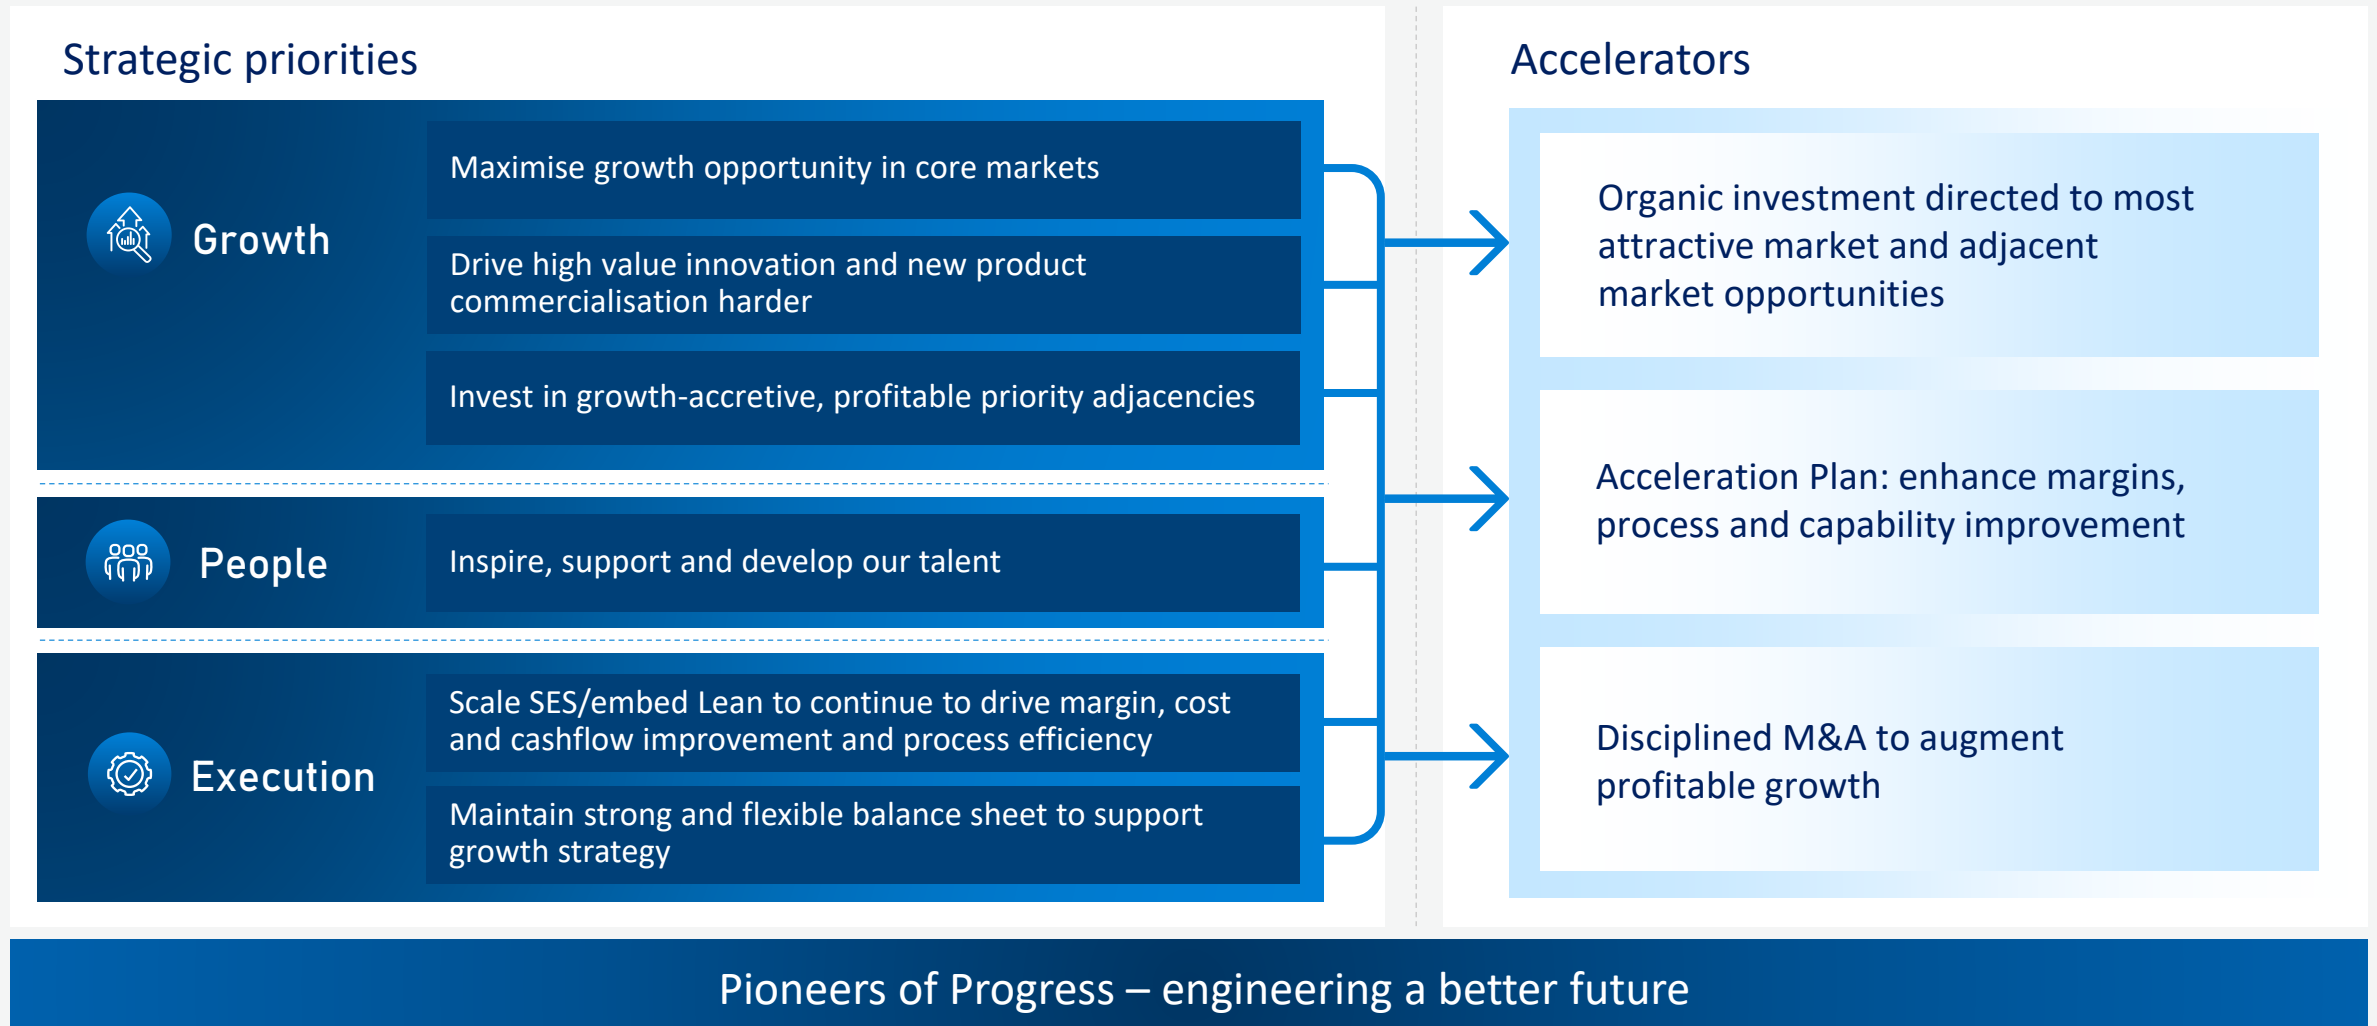 Strategic priorities
Growth
Maximise growth opportunity in core markets
Drive high value innovation and new product
commercialisation harder
Invest in growth-accretive, profitable priority adjacencies
People
Inspire, support and develop our talent
Execution
Scale SES/embed Lean to continue to drive margin, cost
and cashflow improvement and process efficiency
Maintain strong and flexible balance sheet to support
growth strategy
Accelerators
Organic investment directed to most
attractive market and adjacent
market opportunities
Acceleration Plan: enhance margins,
process and capability improvement
Disciplined M&A to augment
profitable growth
Pioneers of Progress – engineering a better future